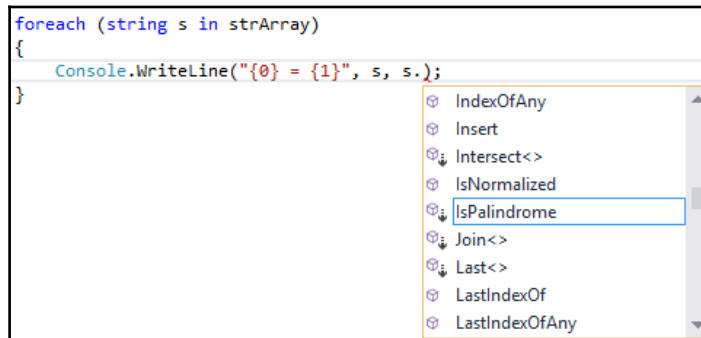 foreach (string s in strArray)
{
    Console.WriteLine("{0} = {1}", s, s.);
}
IndexOfAny
Insert
Intersect<>
IsNormalized
IsPalindrome
Join<>
Last<>
LastIndexOf
LastIndexOfAny